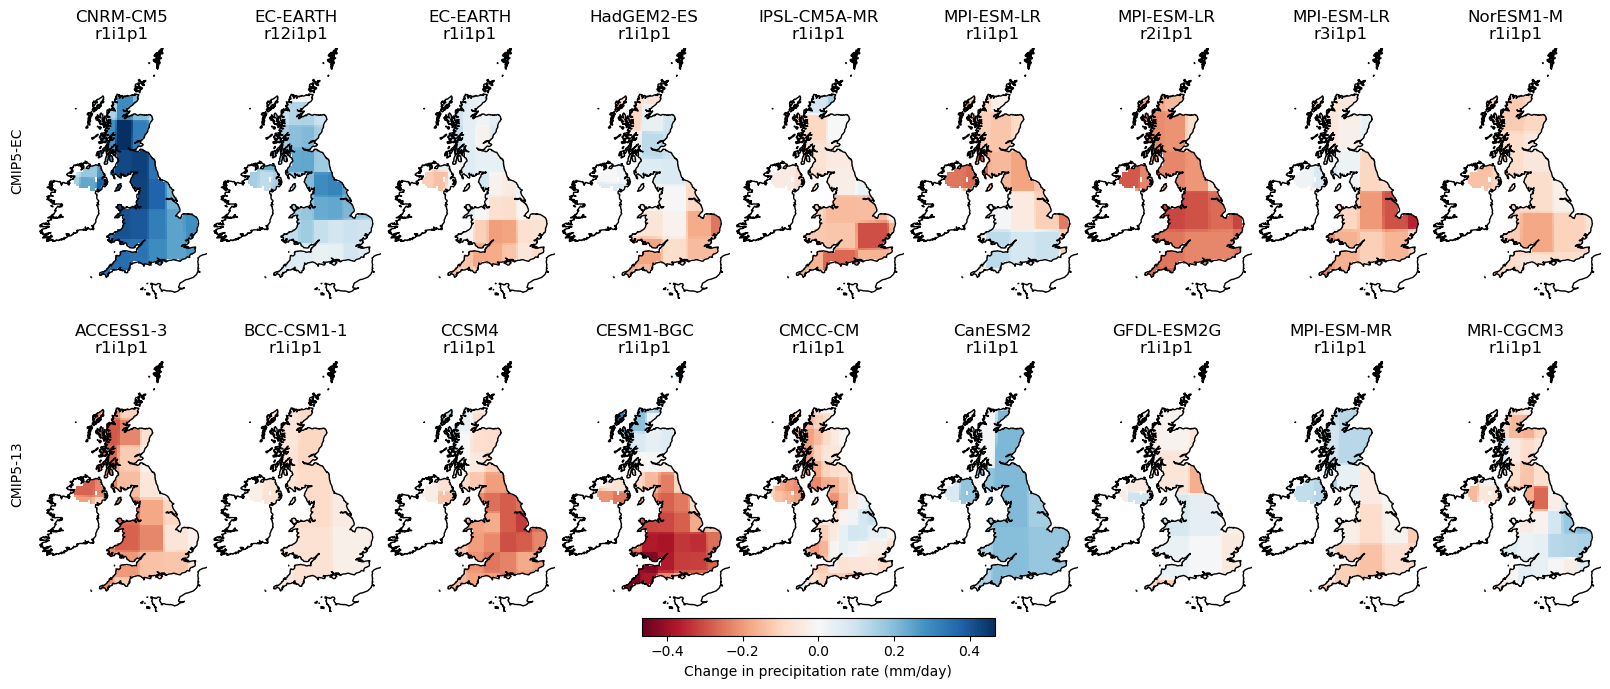 CNRM-CM5 EC-EARTH EC-EARTH HadGEM2-ES IPSL-CM5A-MR MPI-ESM-LR MPI-ESM-LR MPI-ESM-LR NorESM1-M
r1i1p1 r12i1p1 r1i1p1 r1i1p1 r1i1p1 r1i1p1 r2i1p1 r3i1p1 r1i1p1
CMIP5-EC
ACCESS1-3 BCC-CSM1-1 CCSM4 CESM1-BGC CMCC-CM CanESM2 GFDL-ESM2G MPI-ESM-MR MRI-CGCM3
r1i1p1 r1i1p1 r1i1p1 r1i1p1 r1i1p1 r1i1p1 r1i1p1 r1i1p1 r1i1p1
CMIP5-13
−0.4 −0.2 0.0 0.2 0.4
Change in precipitation rate (mm/day)